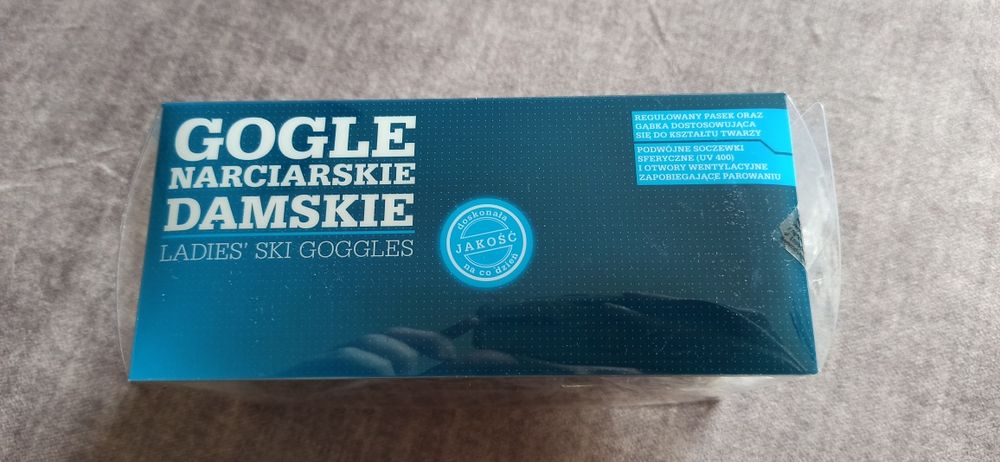 GOGLE
NARCIARSKIE
DAMSKIE
LADIES' SKI GOGGLES
doskonała
JAKOŚĆ
na co dzień
REGULOWANY PASEK ORAZ
GĄBKA DOSTOSOWUJĄCA
SIĘ DO KSZTAŁTU TWARZY
PODWÓJNE SOCZEWKI
SFERYCZNE (UV 400)
I OTWORY WENTYLACYJNE
ZAPOBIEGAJĄCE PAROWANIU